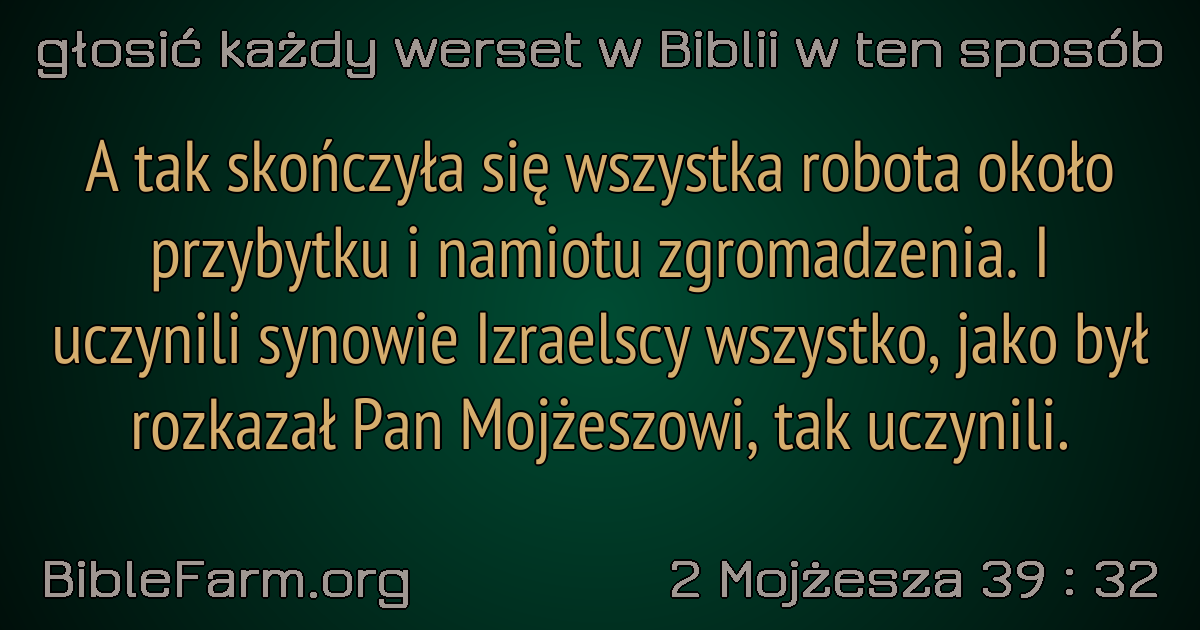 głosić każdy werset w Biblii w ten sposób
A tak skończyła się wszystka robota około
przybytku i namiotu zgromadzenia. I
uczynili synowie Izraelscy wszystko, jako był
rozkazał Pan Mojżeszowi, tak uczynili.
BibleFarm.org
2 Mojżesza 39 : 32